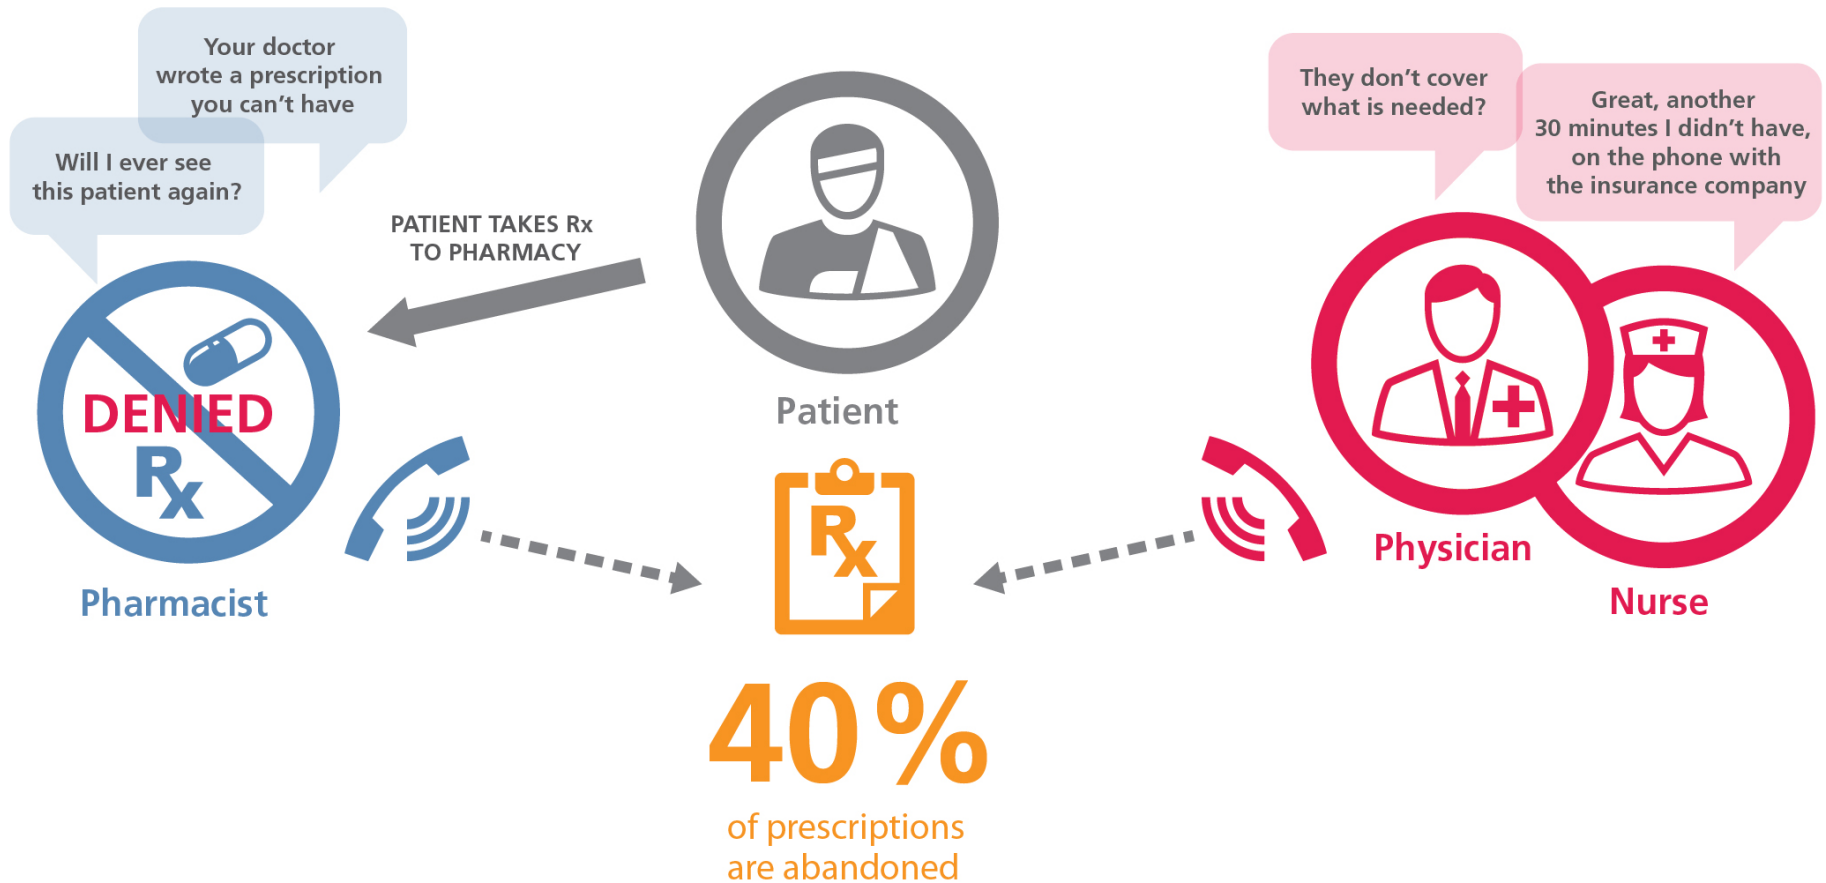 Your doctor
wrote a prescription
you can't have
Will I ever see
this patient again?
PATIENT TAKES Rx
TO PHARMACY
DENIED
Rx
Pharmacist
Patient
Rx
40%
of prescriptions
are abandoned
They don't cover
what is needed?
Great, another
30 minutes I didn't have,
on the phone with
the insurance company
Physician
Nurse